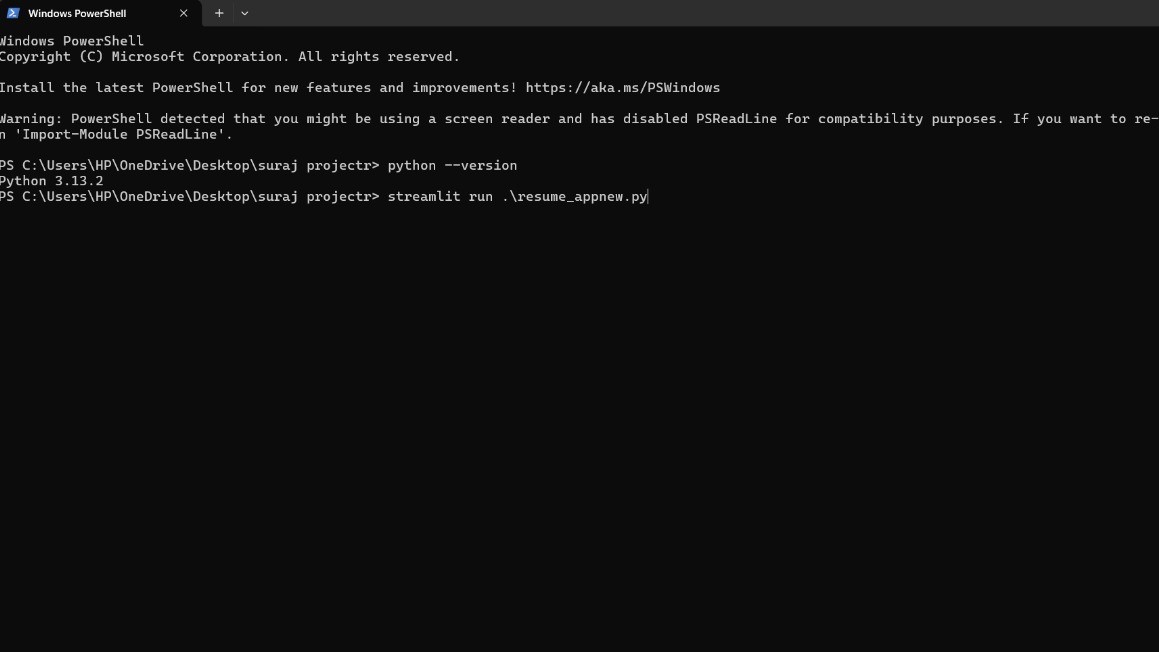 Windows PowerShell
Windows PowerShell
Copyright (C) Microsoft Corporation. All rights reserved.
Install the latest PowerShell for new features and improvements! https://aka.ms/PSWindows
Warning: PowerShell detected that you might be using a screen reader and has disabled PSReadLine for compatibility purposes. If you want to re-
n 'Import-Module PSReadLine'.
PS C:\Users\HP\OneDrive\Desktop\suraj projectr> python --version
Python 3.13.2
PS C:\Users\HP\OneDrive\Desktop\suraj projectr> streamlit run .\resume_appnew.py